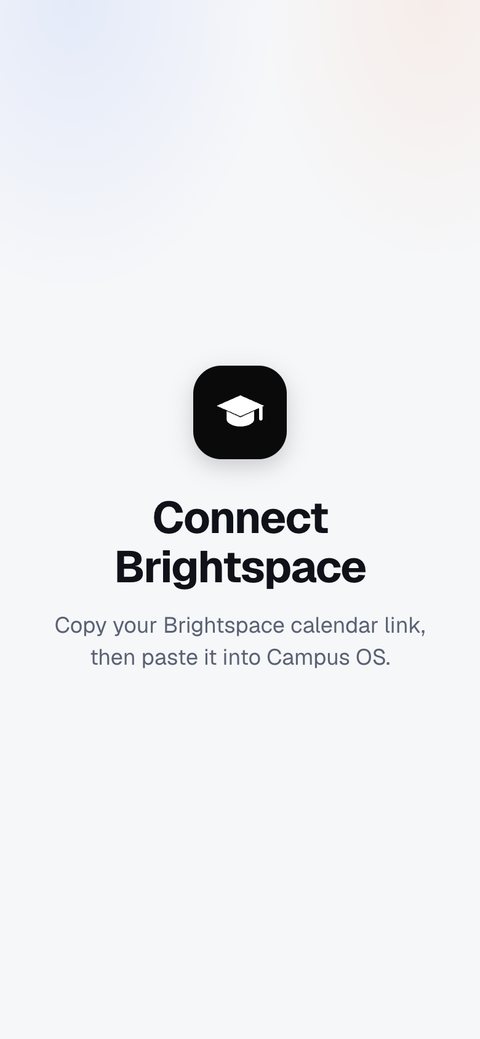 Connect
Brightspace
Copy your Brightspace calendar link,
then paste it into Campus OS.